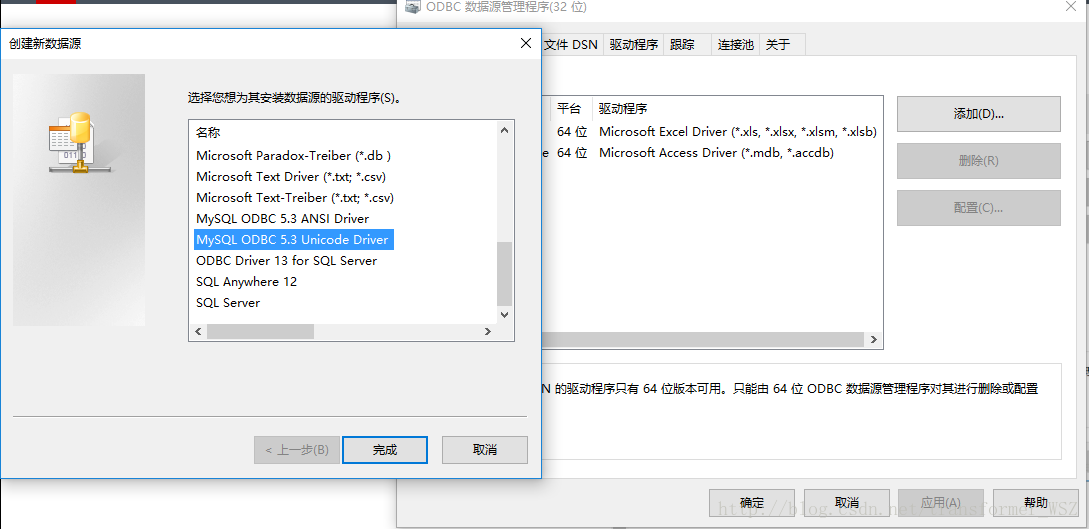 ODBC 数据源管理程序(32 位)
创建新数据源
文件 DSN 驱动程序 跟踪 连接池 关于
选择您想为其安装数据源的驱动程序(S)。
名称
Microsoft Paradox-Treiber (*.db )
Microsoft Text Driver (*.txt; *.csv)
Microsoft Text-Treiber (*.txt; *.csv)
MySQL ODBC 5.3 ANSI Driver
MySQL ODBC 5.3 Unicode Driver
ODBC Driver 13 for SQL Server
SQL Anywhere 12
SQL Server
< 上一步(B) 完成 取消
平台 驱动程序
64 位 Microsoft Excel Driver (*.xls, *.xlsx, *.xlsm, *.xlsb)
e 64 位 Microsoft Access Driver (*.mdb, *.accdb)
添加(D)...
删除(R)
配置(C)...
N 的驱动程序只有 64 位版本可用。只能由 64 位 ODBC 数据源管理程序对其进行删除或配置
确定 取消 应用(A) 帮助